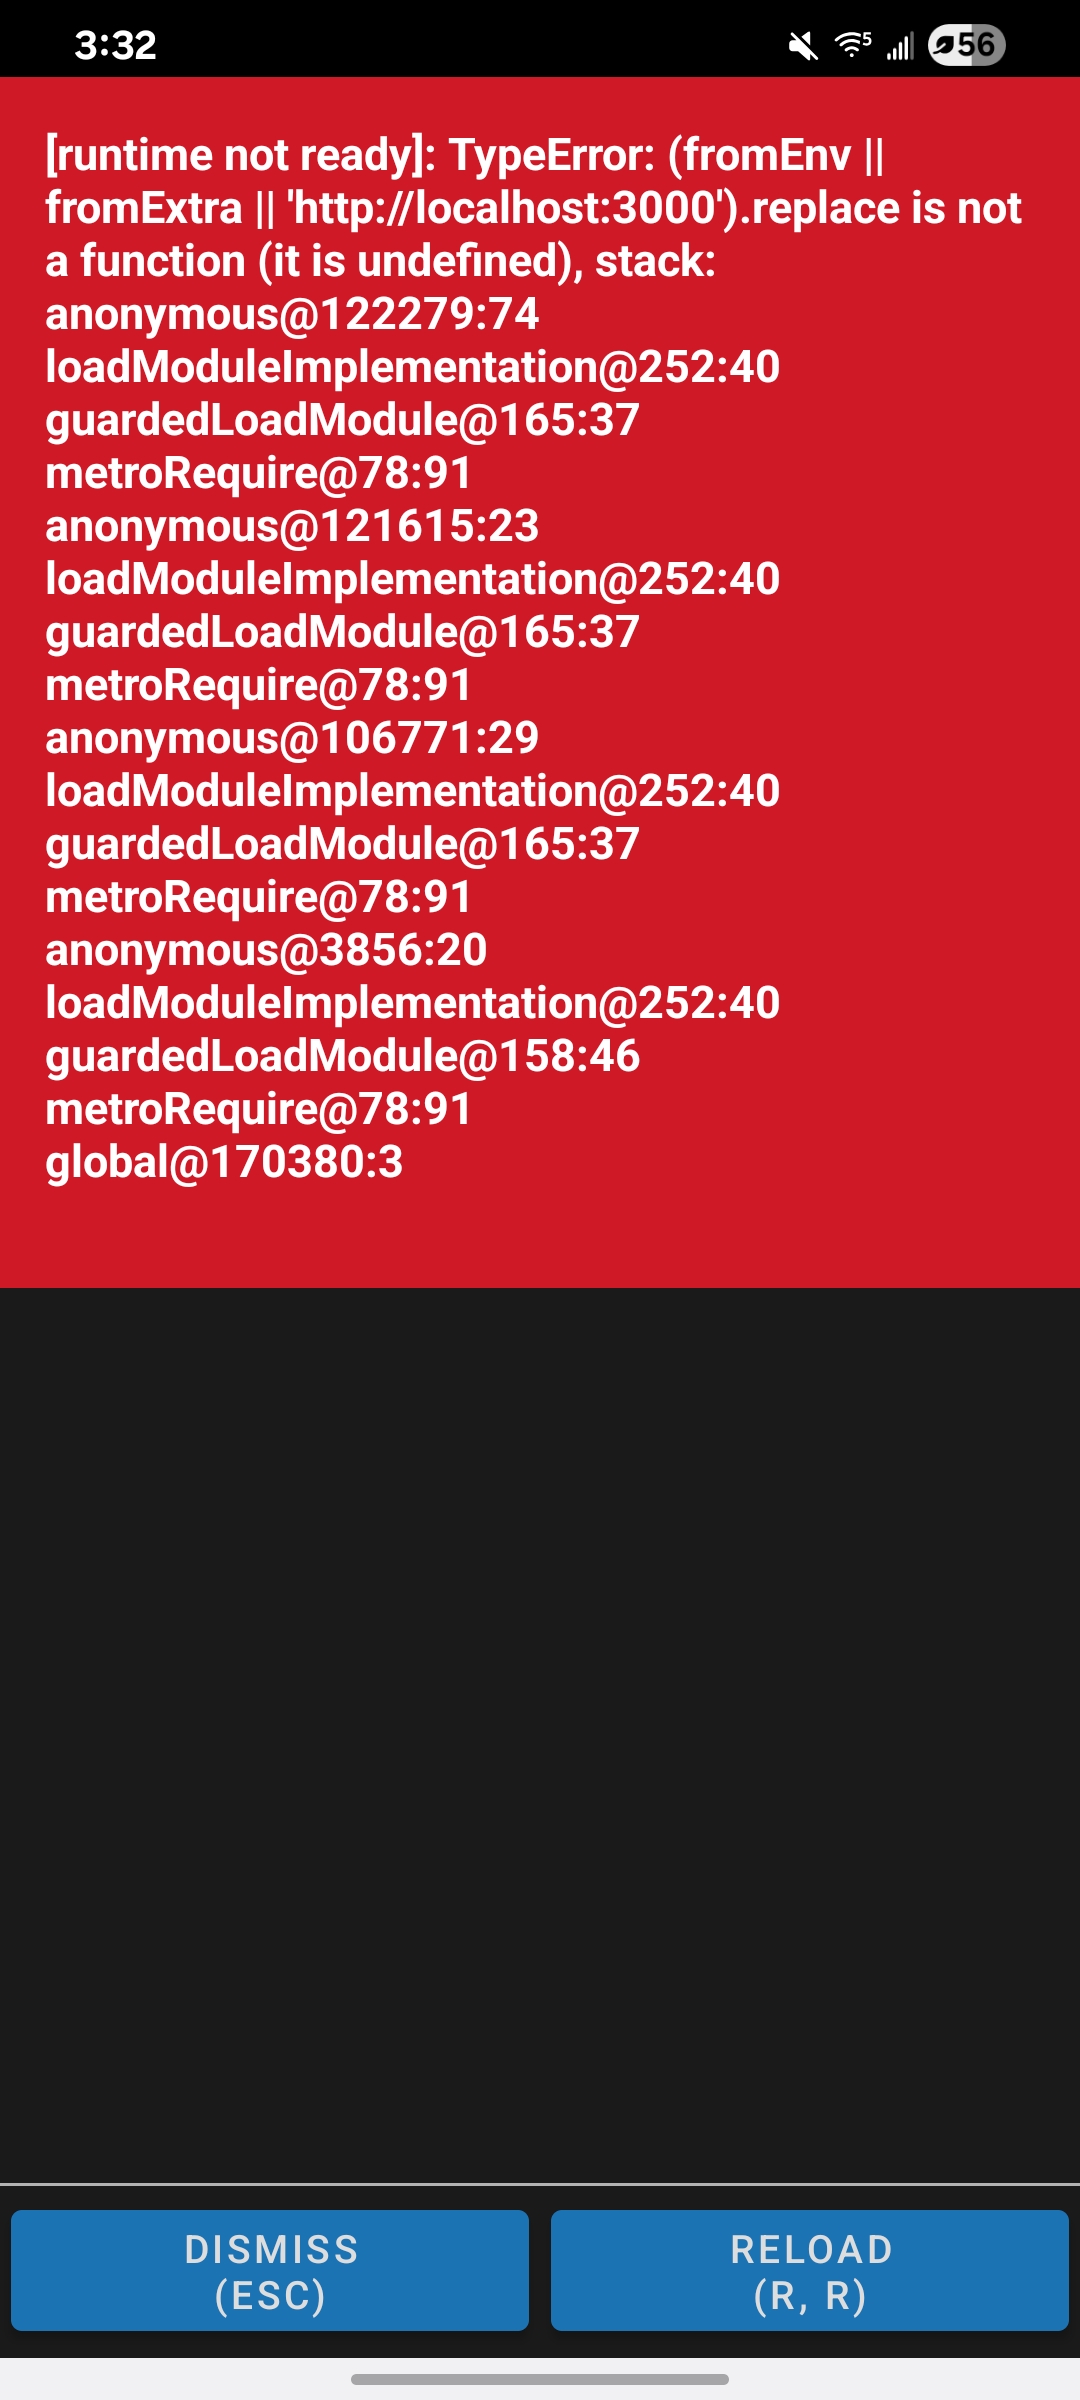 3:32
5
56
[runtime not ready]: TypeError: (fromEnv ||
fromExtra || 'http://localhost:3000').replace is not
a function (it is undefined), stack:
anonymous@122279:74
loadModuleImplementation@252:40
guardedLoadModule@165:37
metroRequire@78:91
anonymous@121615:23
loadModuleImplementation@252:40
guardedLoadModule@165:37
metroRequire@78:91
anonymous@106771:29
loadModuleImplementation@252:40
guardedLoadModule@165:37
metroRequire@78:91
anonymous@3856:20
loadModuleImplementation@252:40
guardedLoadModule@158:46
metroRequire@78:91
global@170380:3
DISMISS
(ESC)
RELOAD
(R, R)